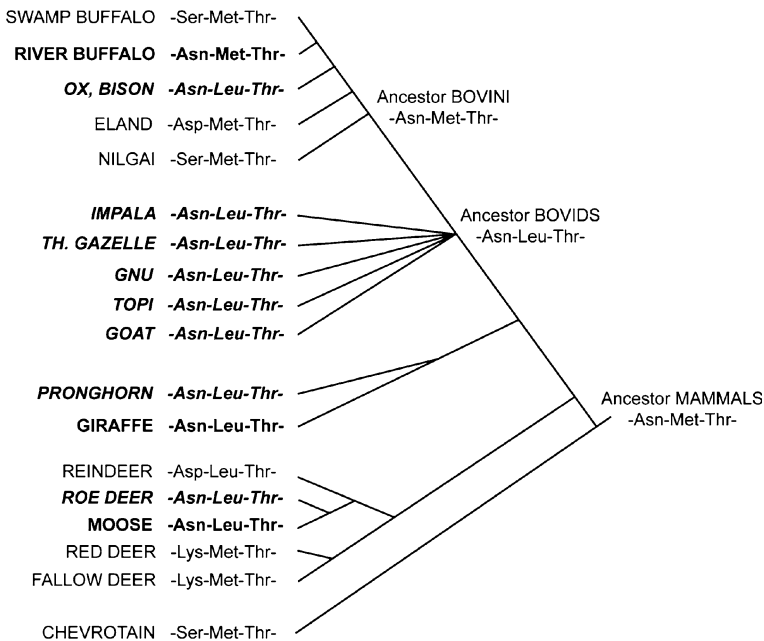 SWAMP BUFFALO -Ser-Met-Thr-
RIVER BUFFALO -Asn-Met-Thr-
OX, BISON -Asn-Leu-Thr-
Ancestor BOVINI
-Asn-Met-Thr-
ELAND -Asp-Met-Thr-
NILGAI -Ser-Met-Thr-
IMPALA -Asn-Leu-Thr-
Ancestor BOVIDS
-Asn-Leu-Thr-
TH. GAZELLE -Asn-Leu-Thr-
GNU -Asn-Leu-Thr-
TOPI -Asn-Leu-Thr-
GOAT -Asn-Leu-Thr-
PRONGHORN -Asn-Leu-Thr-
Ancestor MAMMALS
-Asn-Met-Thr-
GIRAFFE -Asn-Leu-Thr-
REINDEER -Asp-Leu-Thr-
ROE DEER -Asn-Leu-Thr-
MOOSE -Asn-Leu-Thr-
RED DEER -Lys-Met-Thr-
FALLOW DEER -Lys-Met-Thr-
CHEVROTAIN -Ser-Met-Thr-